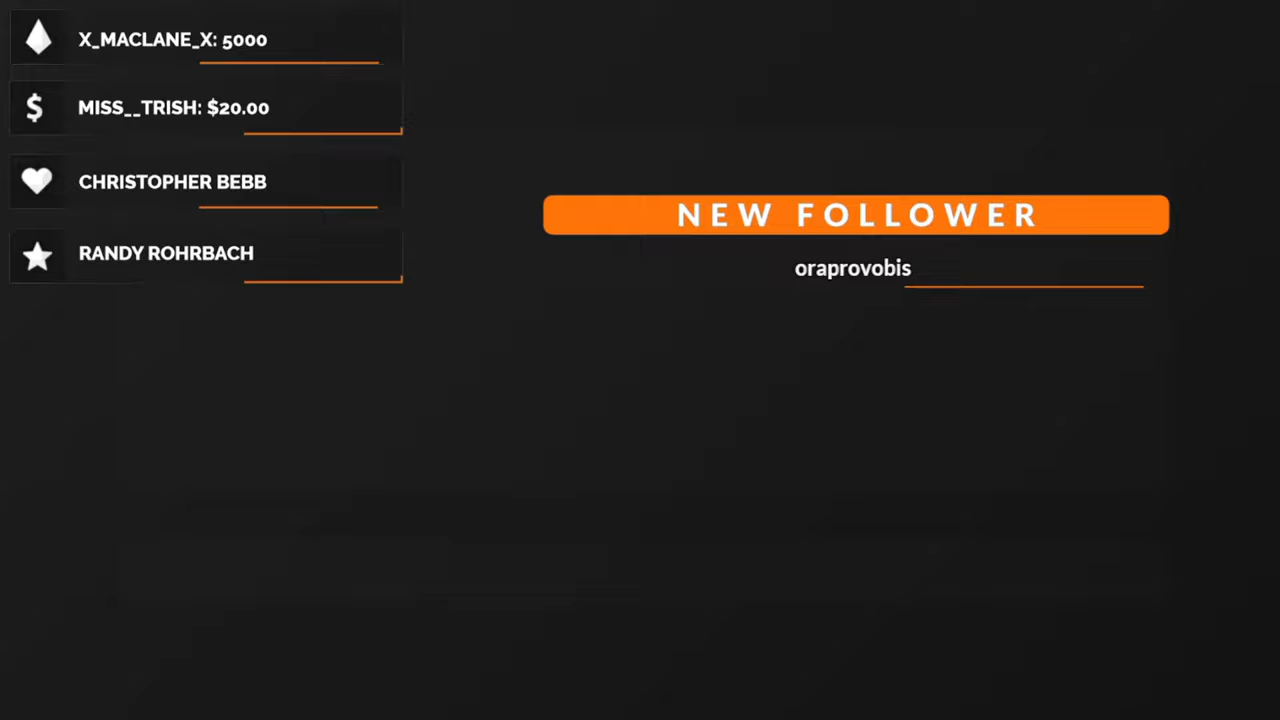 X_MACLANE_X: 5000
$ MISS__TRISH: $20.00
CHRISTOPHER BEBB
RANDY ROHRBACH
NEW FOLLOWER
oraprovobis